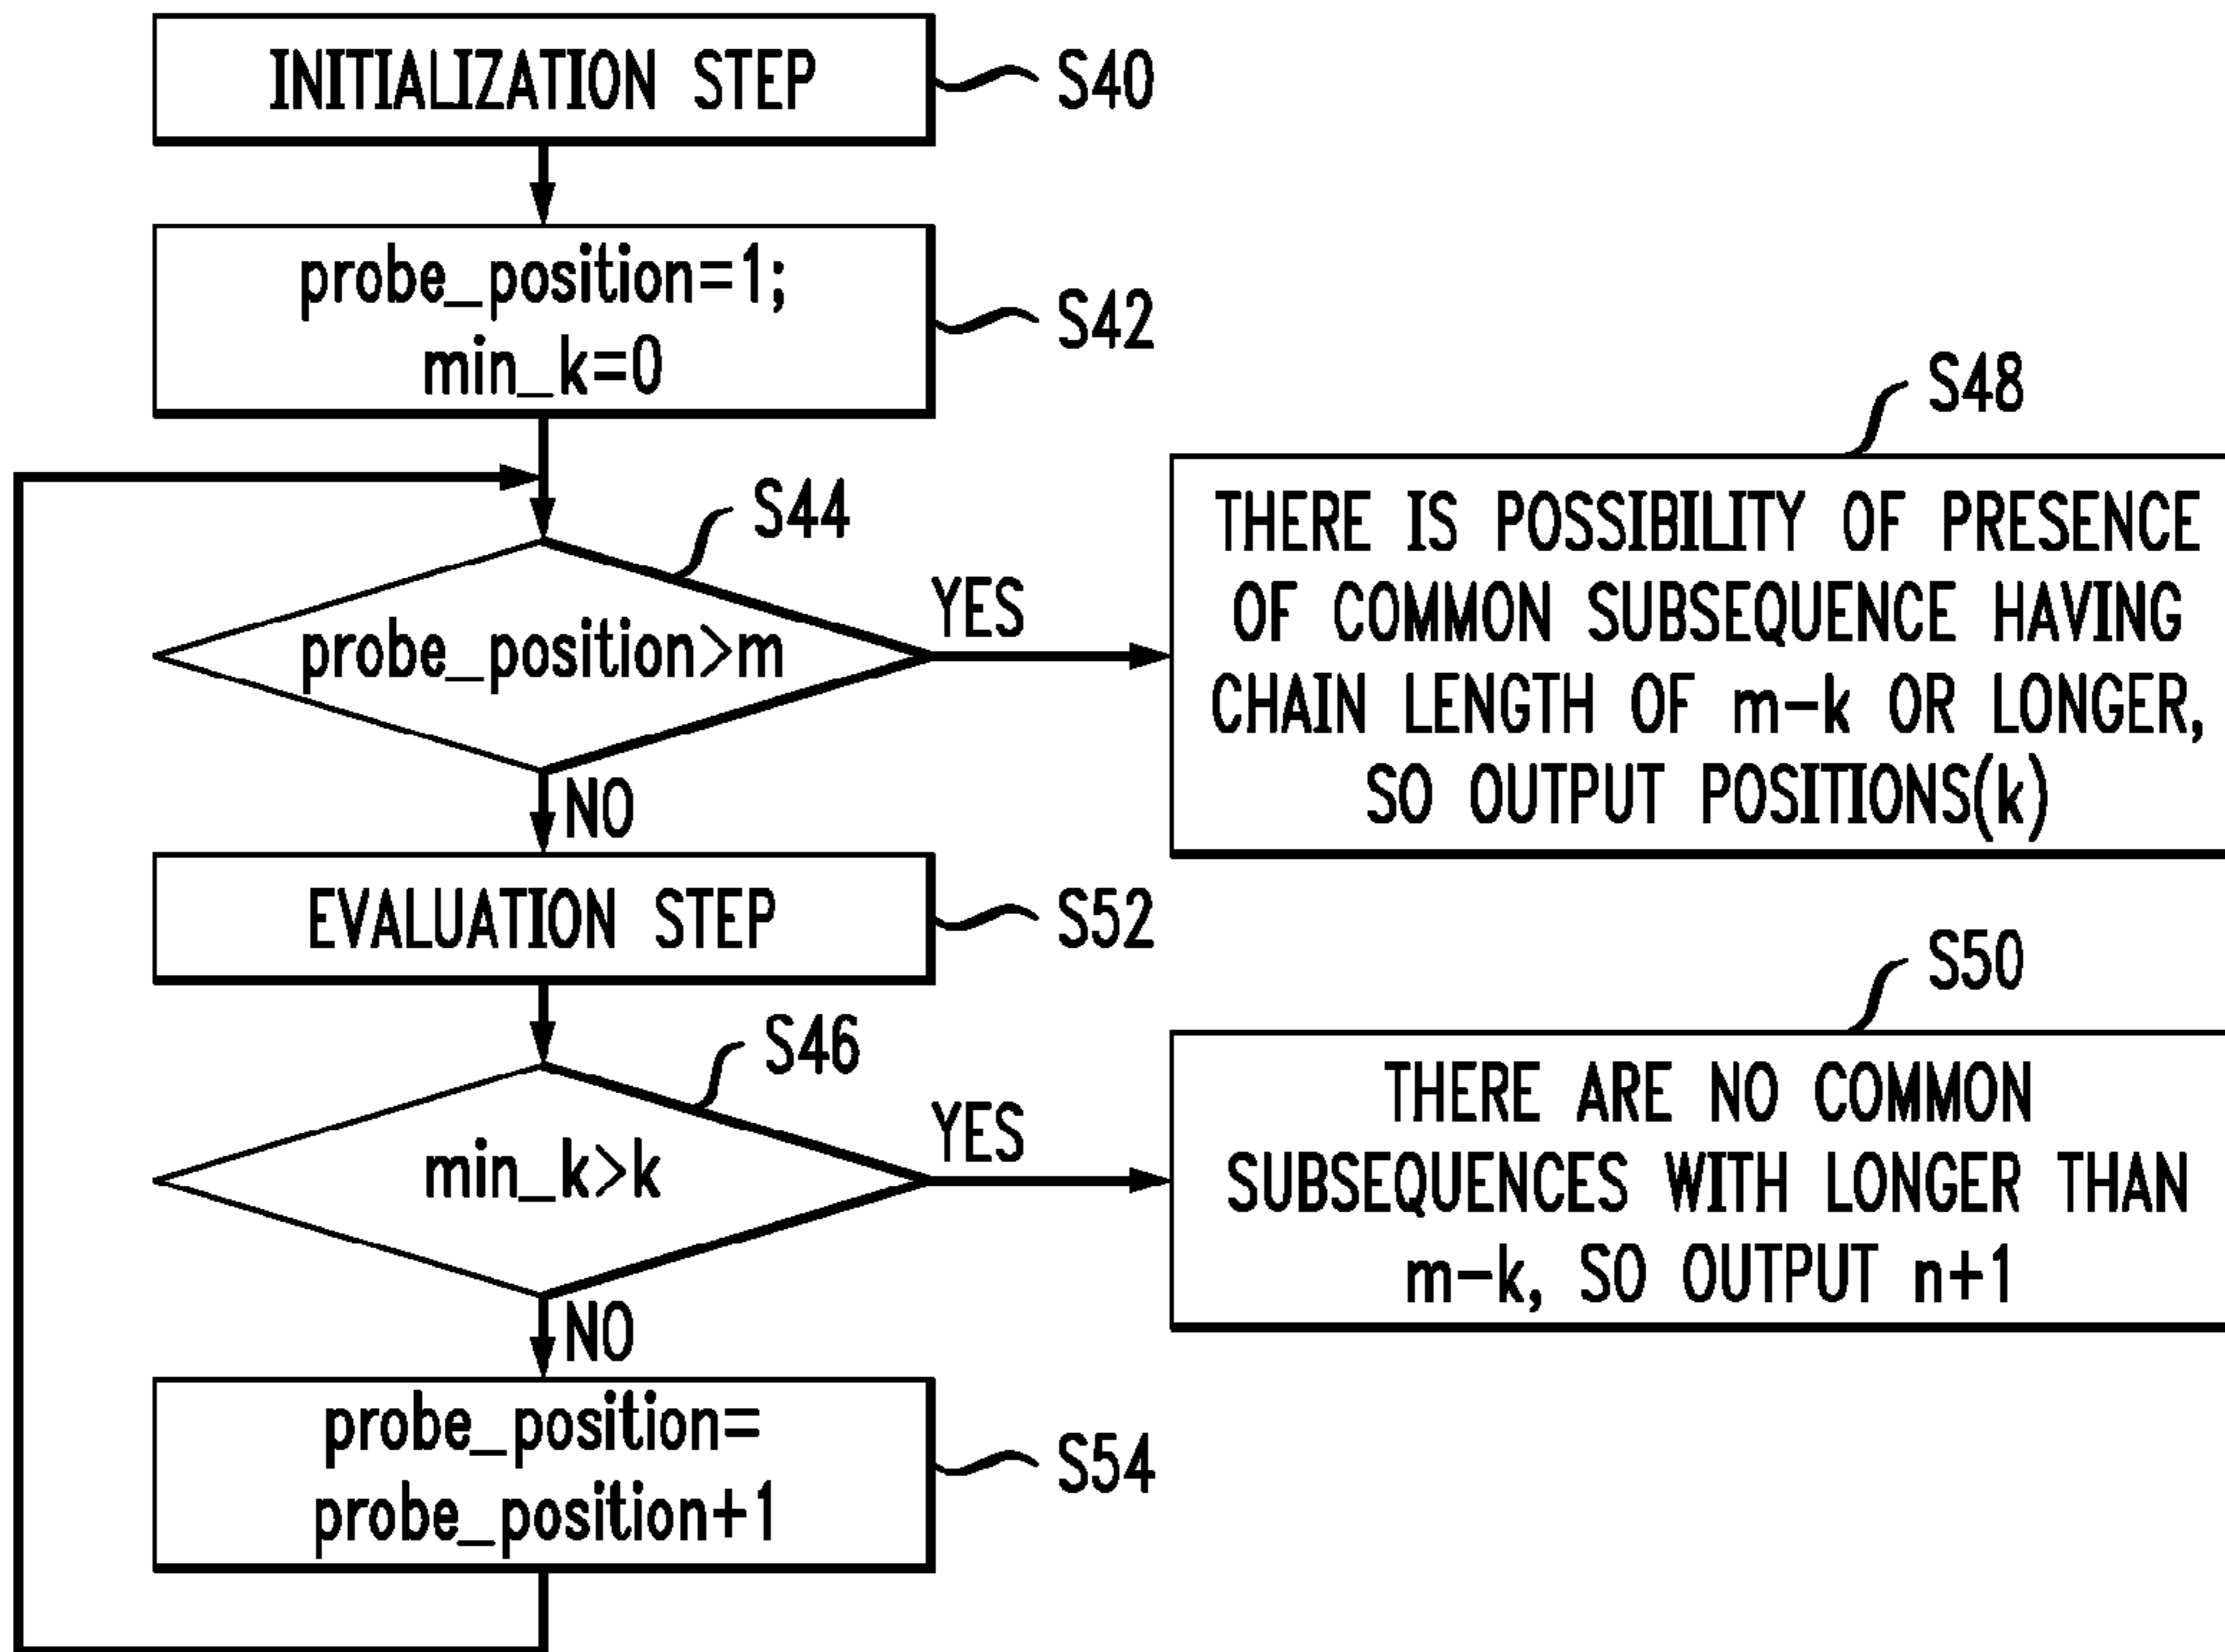 INITIALIZATION STEP
S40
probe_position=1;
min_k=0
S42
S44
probe_position>m
YES
NO
S48
THERE IS POSSIBILITY OF PRESENCE
OF COMMON SUBSEQUENCE HAVING
CHAIN LENGTH OF m-k OR LONGER,
SO OUTPUT POSITIONS(k)
EVALUATION STEP
S52
S46
min_k>k
YES
NO
S50
THERE ARE NO COMMON
SUBSEQUENCES WITH LONGER THAN
m-k, SO OUTPUT n+1
probe_position=
probe_position+1
S54